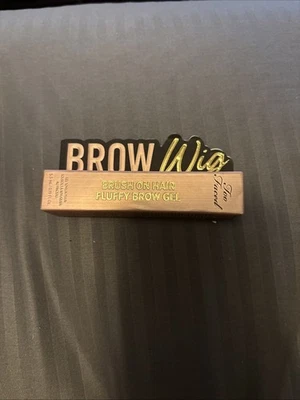 BROW Wig
BRUSH ON HAIR
FLUFFY BROW GEL
Too
Faced